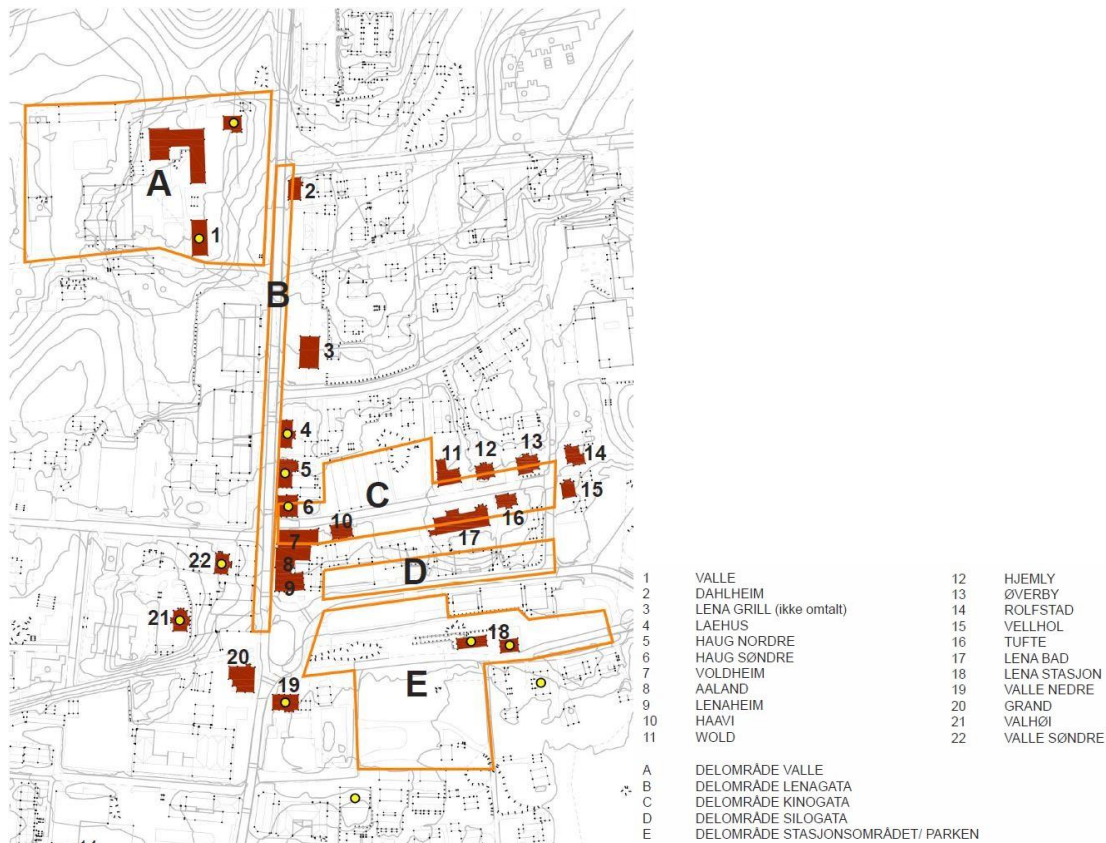 A
1
2
B
3
4
5
6
C
11
12
13
14
15
16
10
17
7
8
9
D
22
21
20
19
18
E
1 VALLE
2 DAHLHEIM
3 LENA GRILL (ikke omtalt)
4 LAEHUS
5 HAUG NORDRE
6 HAUG SØNDRE
7 VOLDHEIM
8 AALAND
9 LENAHEIM
10 HAAVI
11 WOLD
12 HJEMLY
13 ØVERBY
14 ROLFSTAD
15 VELLHOL
16 TUFTE
17 LENA BAD
18 LENA STASJON
19 VALLE NEDRE
20 GRAND
21 VALHØI
22 VALLE SØNDRE
A DELOMRÅDE VALLE
B DELOMRÅDE LENAGATA
C DELOMRÅDE KINOGATA
D DELOMRÅDE SILOGATA
E DELOMRÅDE STASJONSOMRÅDET/ PARKEN